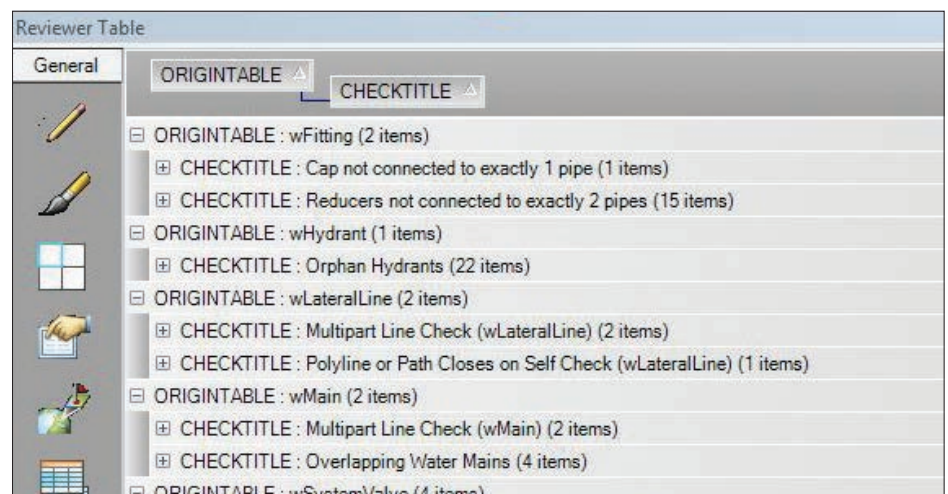 Reviewer Table
General
ORIGINTABLE
CHECKTITLE
ORIGINTABLE : wFitting (2 items)
CHECKTITLE : Cap not connected to exactly 1 pipe (1 items)
CHECKTITLE : Reducers not connected to exactly 2 pipes (15 items)
ORIGINTABLE : wHydrant (1 items)
CHECKTITLE : Orphan Hydrants (22 items)
ORIGINTABLE : wLateralLine (2 items)
CHECKTITLE : Multipart Line Check (wLateralLine) (2 items)
CHECKTITLE : Polyline or Path Closes on Self Check (wLateralLine) (1 items)
ORIGINTABLE : wMain (2 items)
CHECKTITLE : Multipart Line Check (wMain) (2 items)
CHECKTITLE : Overlapping Water Mains (4 items)
ORIGINTABLE : wSystemValve (4 items)